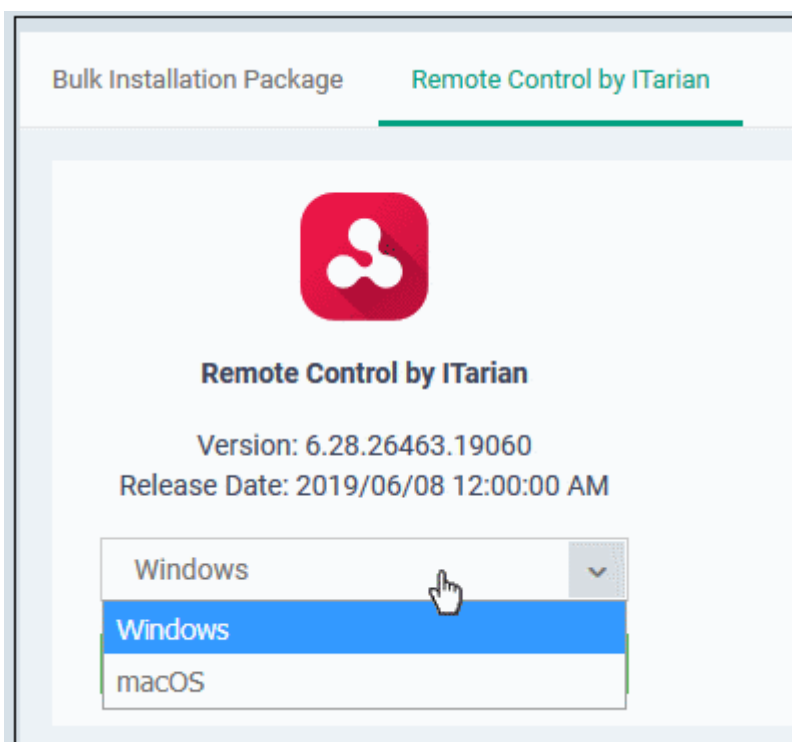 Bulk Installation Package
Remote Control by ITarian
Remote Control by ITarian
Version: 6.28.26463.19060
Release Date: 2019/06/08 12:00:00 AM
Windows
Windows
macOS